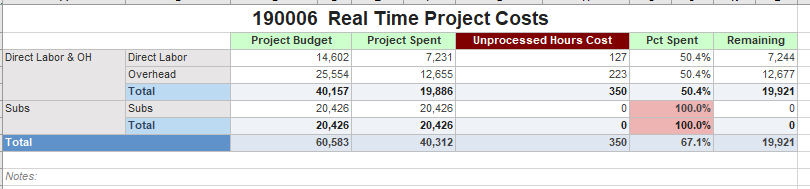 190006 Real Time Project Costs
Project Budget Project Spent Unprocessed Hours Cost Pct Spent Remaining
Direct Labor & OH Direct Labor 14,602 7,231 127 50.4% 7,244
Overhead 25,554 12,655 223 50.4% 12,677
Total 40,157 19,886 350 50.4% 19,921
Subs Subs 20,426 20,426 0 100.0% 0
Total 20,426 20,426 0 100.0% 0
Total 60,583 40,312 350 67.1% 19,921
Notes: